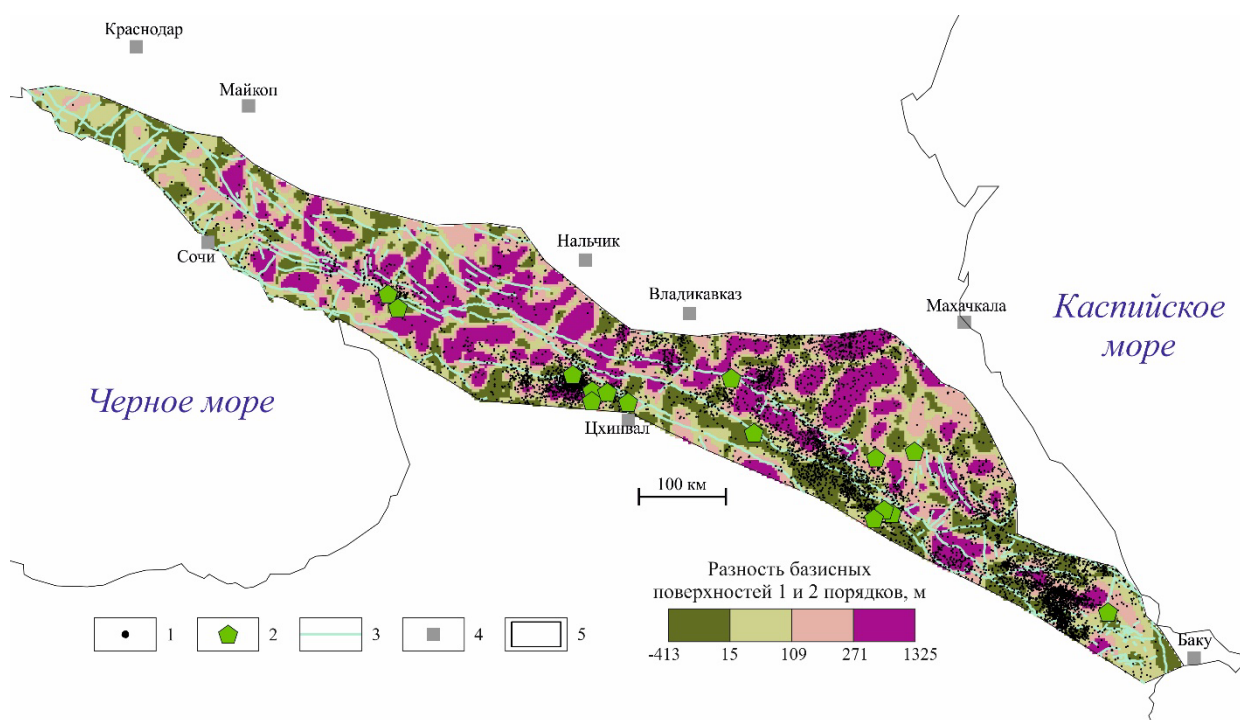 Краснодар
Майкоп
Сочи
Нальчик
Владикавказ
Махачкала
Каспийское
море
Черное море
Цхинвал
100 км
Разность базисных
поверхностей 1 и 2 порядков, м
-413 15 109 271 1325
1 2 3 4 5
Баку